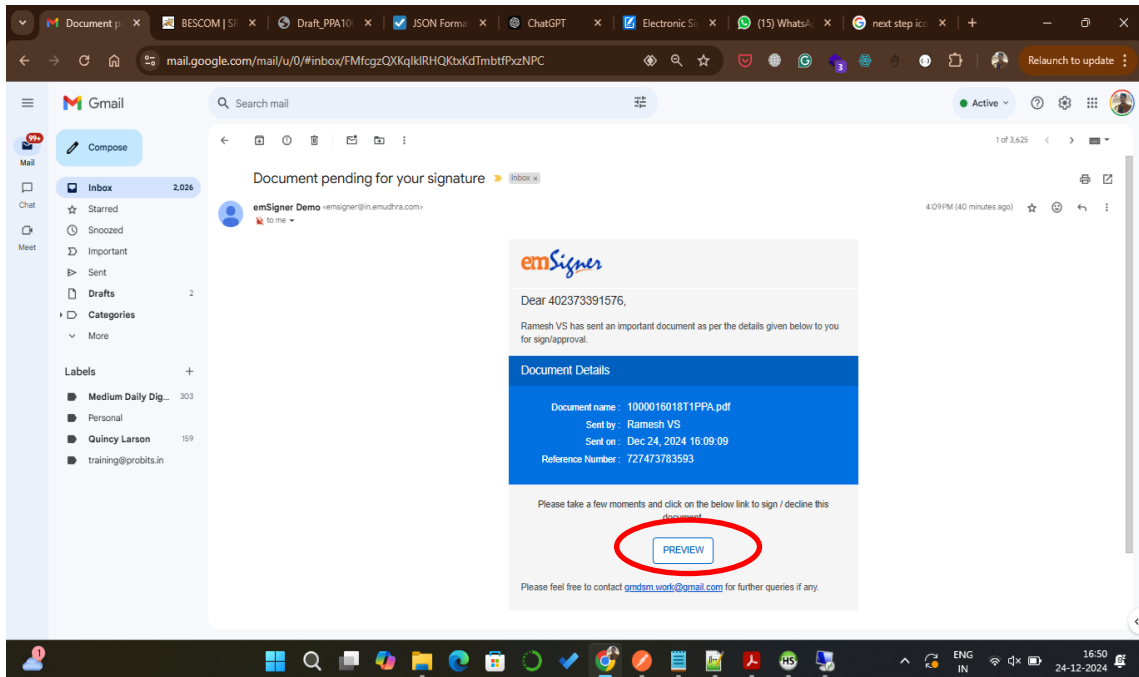 Document p
BESCOM | SF
Draft_PPA10
JSON Forma
ChatGPT
Electronic Si
(15) WhatsA
next step ico
mail.google.com/mail/u/0/#inbox/FMfcgzQXKqlklRHQKtxKdTmbtfPxzNPC
3
Relaunch to update
Gmail
Search mail
Active
99+
Mail
Chat
Meet
Compose
Inbox 2,026
Starred
Snoozed
Important
Sent
Drafts 2
Categories
More
Labels +
Medium Daily Dig... 303
Personal
Quincy Larson 159
training@probits.in
1 of 3,625
Document pending for your signature Inbox x
emSigner Demo <emsigner@in.emudhra.com>
to me
4:09 PM (40 minutes ago)
emSigner
Dear 402373391576,
Ramesh VS has sent an important document as per the details given below to you
for sign/approval.
Document Details
Document name : 1000016018T1PPA.pdf
Sent by : Ramesh VS
Sent on : Dec 24, 2024 16:09:09
Reference Number : 727473783593
Please take a few moments and click on the below link to sign / decline this
document
PREVIEW
Please feel free to contact gmdsm.work@gmail.com for further queries if any.
1
HS
ENG
IN
16:50
24-12-2024